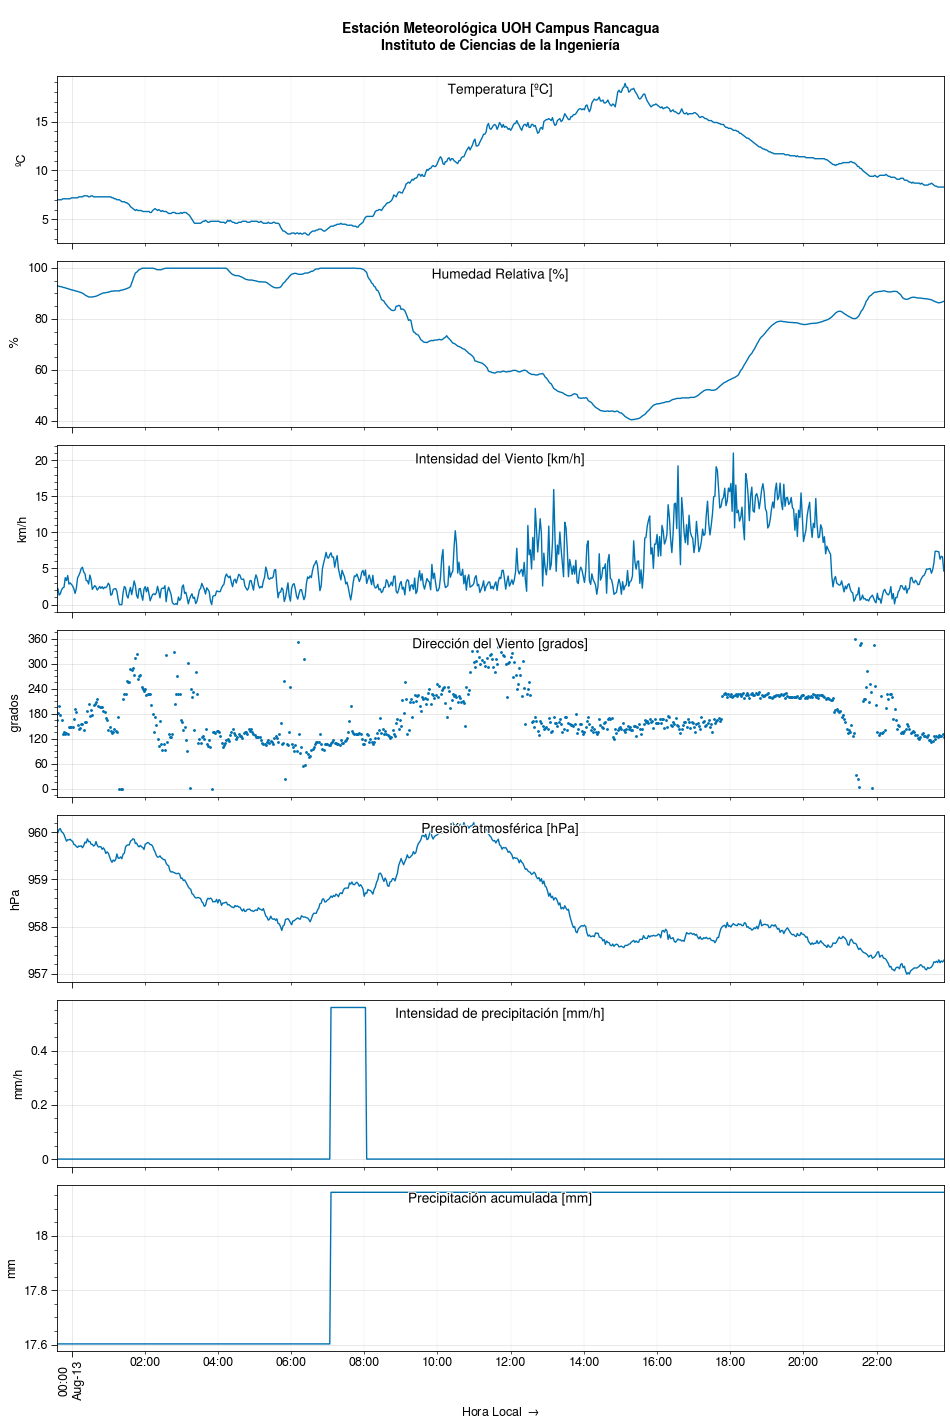 Estación Meteorológica UOH Campus Rancagua
Instituto de Ciencias de la Ingeniería
Temperatura [ºC]
ºC
15
10
5
Humedad Relativa [%]
%
100
80
60
40
Intensidad del Viento [km/h]
km/h
20
15
10
5
0
Dirección del Viento [grados]
grados
360
300
240
180
120
60
0
Presión atmosférica [hPa]
hPa
960
959
958
957
Intensidad de precipitación [mm/h]
mm/h
0.4
0.2
0
Precipitación acumulada [mm]
mm
18
17.8
17.6
00:00
Aug-13
02:00
04:00
06:00
08:00
10:00
12:00
14:00
16:00
18:00
20:00
22:00
Hora Local →